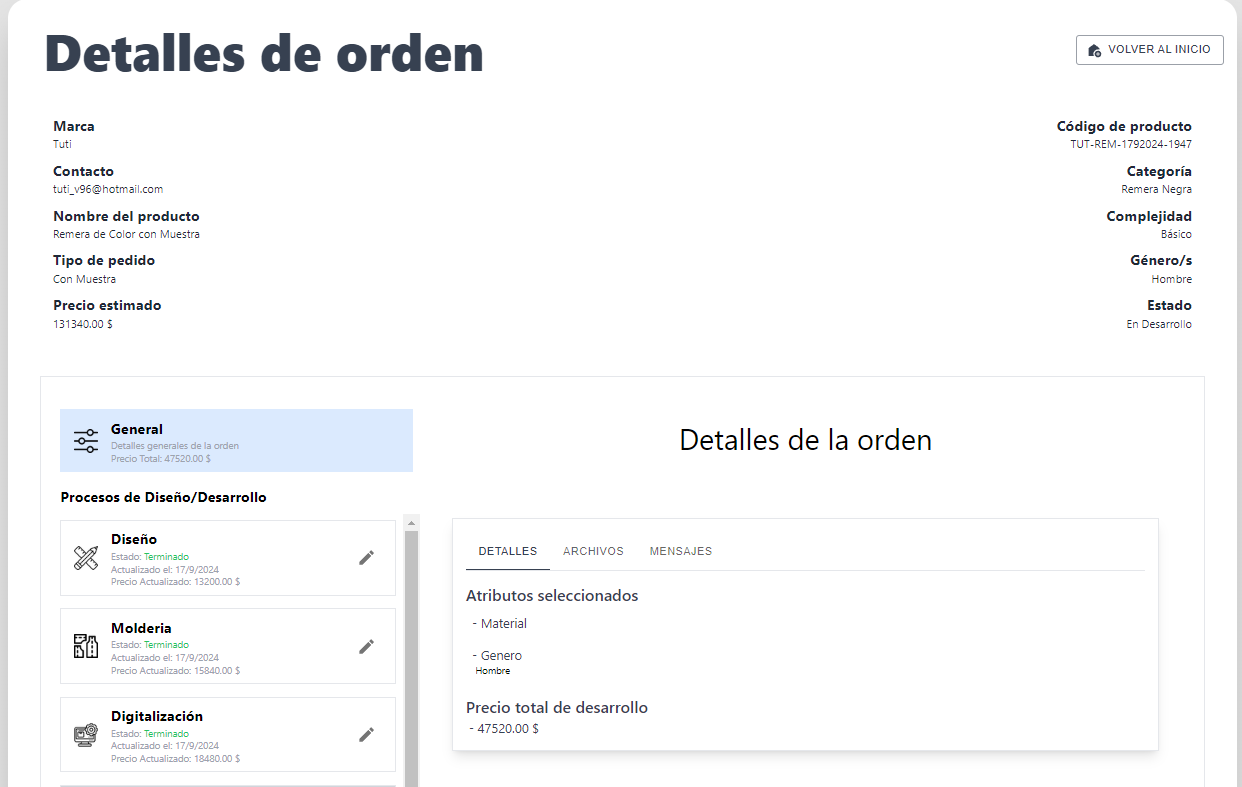 Detalles de orden
VOLVER AL INICIO
Marca
Tuti
Contacto
tuti_v96@hotmail.com
Nombre del producto
Remera de Color con Muestra
Tipo de pedido
Con Muestra
Precio estimado
131340.00 $
Código de producto
TUT-REM-1792024-1947
Categoría
Remera Negra
Complejidad
Básico
Género/s
Hombre
Estado
En Desarrollo
General
Detalles generales de la orden
Precio Total: 47520.00 $
Procesos de Diseño/Desarrollo
Diseño
Estado: Terminado
Actualizado el: 17/9/2024
Precio Actualizado: 13200.00 $
Molderia
Estado: Terminado
Actualizado el: 17/9/2024
Precio Actualizado: 15840.00 $
Digitalización
Estado: Terminado
Actualizado el: 17/9/2024
Precio Actualizado: 18480.00 $
Detalles de la orden
DETALLES ARCHIVOS MENSAJES
Atributos seleccionados
- Material
- Genero
Hombre
Precio total de desarrollo
- 47520.00 $